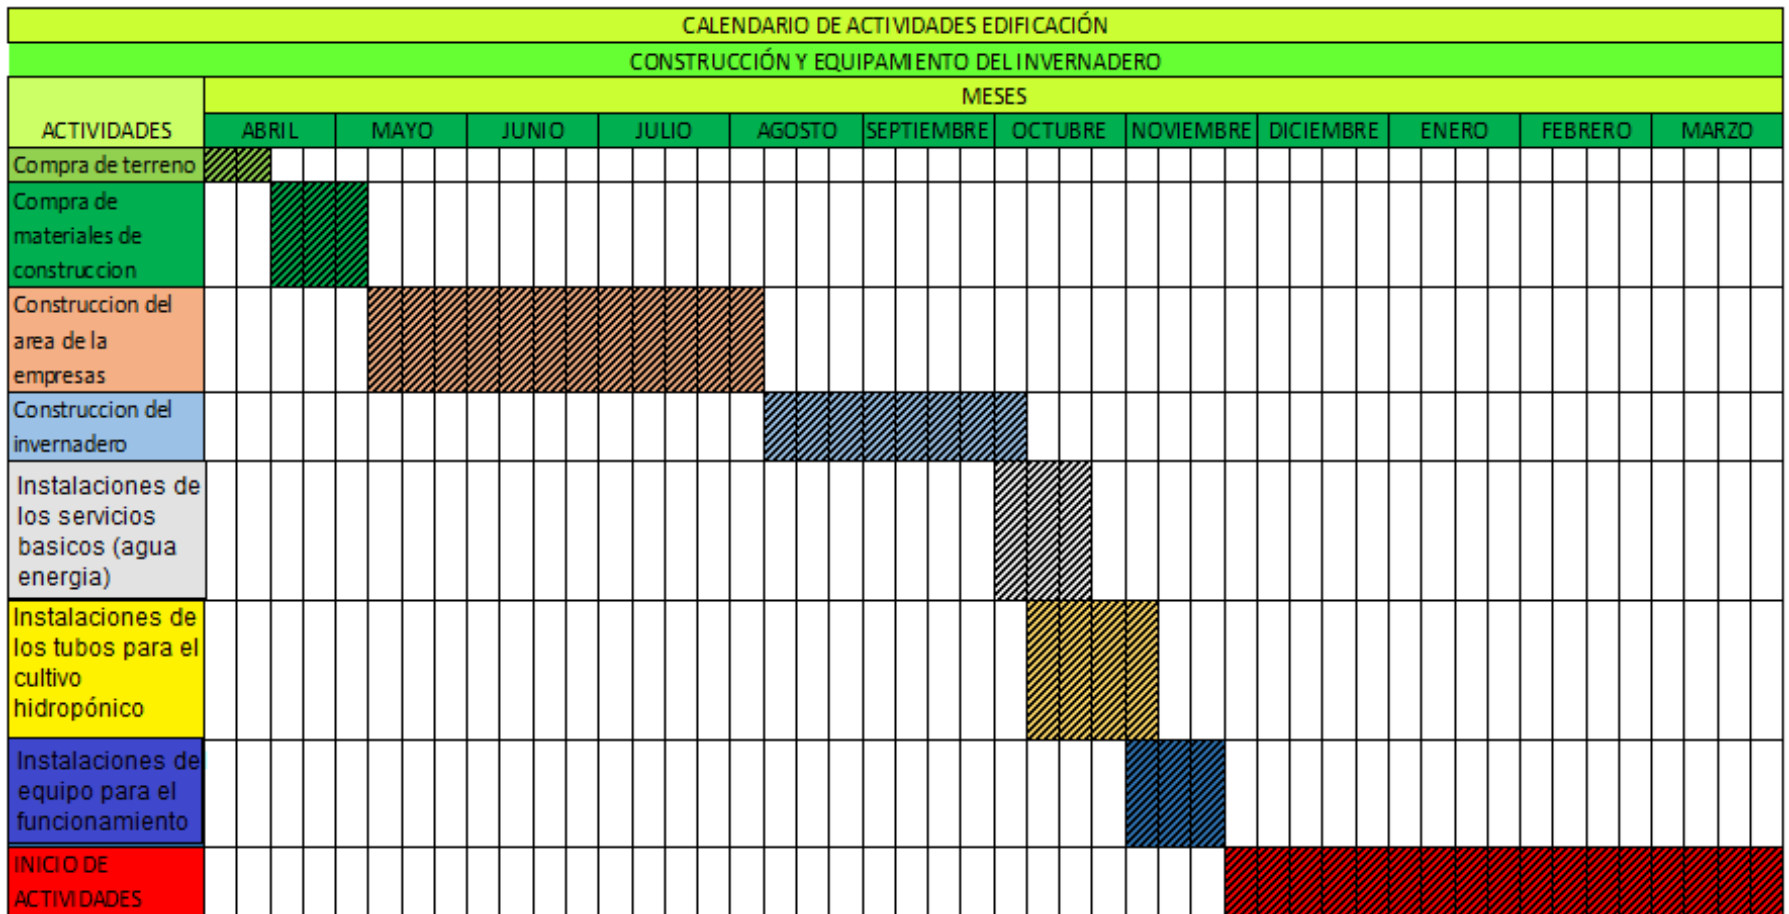 CALENDARIO DE ACTIVIDADES EDIFICACIÓN
CONSTRUCCIÓN Y EQUIPAMIENTO DEL INVERNADERO
MESES
ACTIVIDADES ABRIL MAYO JUNIO JULIO AGOSTO SEPTIEMBRE OCTUBRE NOVIEMBRE DICIEMBRE ENERO FEBRERO MARZO
Compra de terreno
Compra de
materiales de
construccion
Construccion del
area de la
empresas
Construccion del
invernadero
Instalaciones de
los servicios
basicos (agua
energia)
Instalaciones de
los tubos para el
cultivo
hidropónico
Instalaciones de
equipo para el
funcionamiento
INICIO DE
ACTIVIDADES